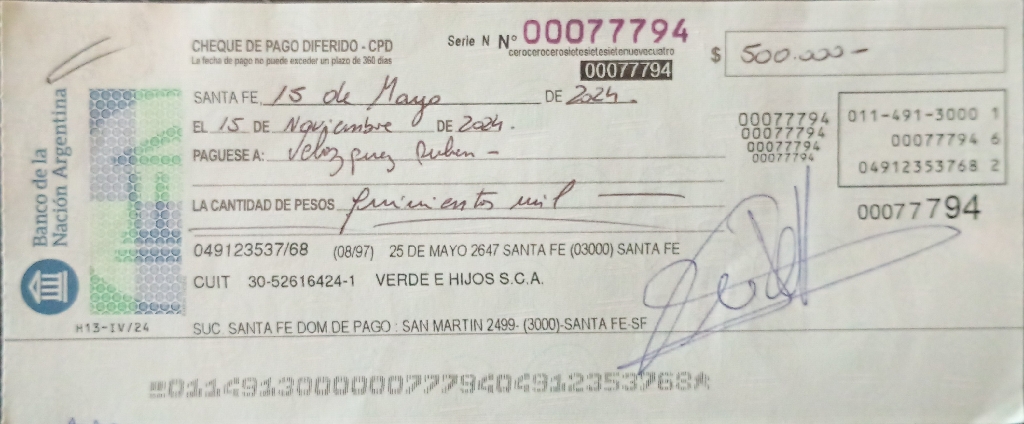 Serie N Nº 00077794
cerocerocerosietesietesietenuevecuatro
00077794
CHEQUE DE PAGO DIFERIDO - CPD
La fecha de pago no puede exceder un plazo de 360 días
$ 500.000-
SANTA FE, 15 de Mayo DE 2024.
EL 15 DE Noviembre DE 2024.
PAGUESE A: Velozquez Ruben -
LA CANTIDAD DE PESOS quinientos mil
00077794
00077794
00077794
00077794
011-491-3000 1
00077794 6
04912353768 2
00077794
049123537/68 (08/97) 25 DE MAYO 2647 SANTA FE (03000) SANTA FE
CUIT 30-52616424-1 VERDE E HIJOS S.C.A.
SUC SANTA FE DOM DE PAGO : SAN MARTIN 2499- (3000)-SANTA FE-SF
Banco de la
Nación Argentina
H13-IV/24
01149130000007779404912353768